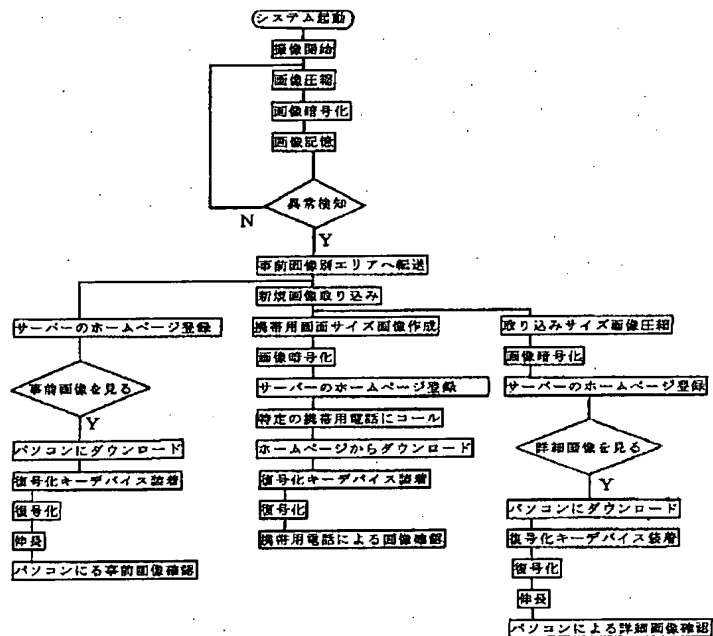 システム起動
撮像開始
画像圧縮
画像暗号化
画像記憶
異常検知
N
Y
事前画像別エリアへ転送
新規画像取り込み
サーバーのホームページ登録
事前画像を見る
Y
パソコンにダウンロード
復号化キーデバイス装着
復号化
伸長
パソコンにる事前画像確認
携帯用画面サイズ画像作成
画像暗号化
サーバーのホームページ登録
特定の携帯用電話にコール
ホームページからダウンロード
復号化キーデバイス装着
復号化
携帯用電話による画像確認
取り込みサイズ画像圧縮
画像暗号化
サーバーのホームページ登録
詳細画像を見る
Y
パソコンにダウンロード
復号化キーデバイス装着
復号化
伸長
パソコンによる詳細画像確認